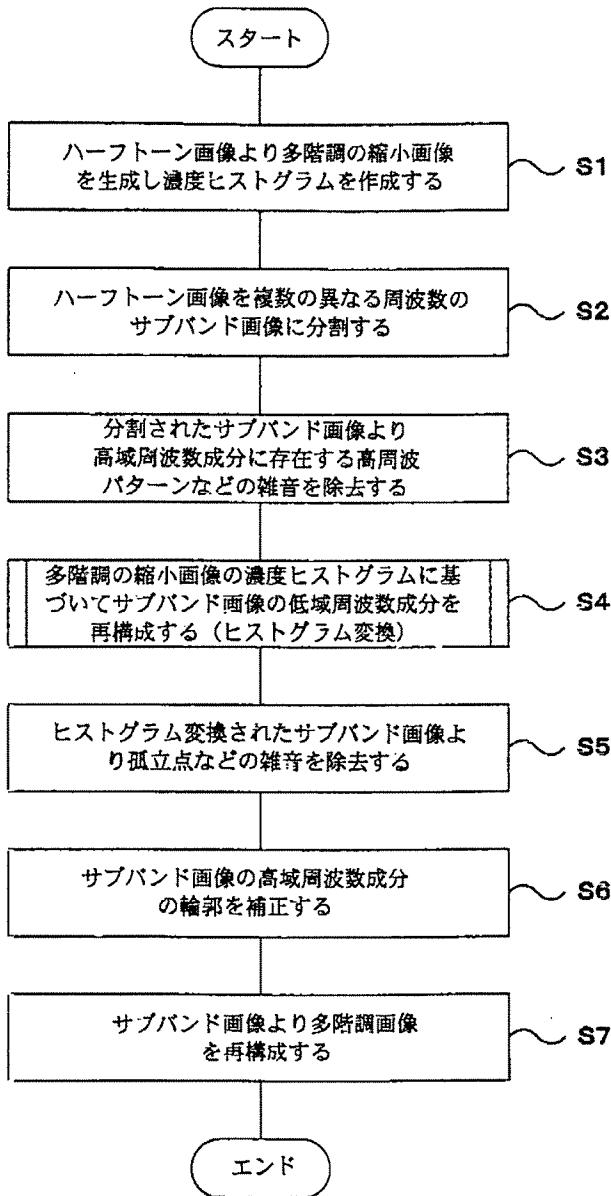 スタート
ハーフトーン画像より多階調の縮小画像
を生成し濃度ヒストグラムを作成する
S1
ハーフトーン画像を複数の異なる周波数の
サブバンド画像に分割する
S2
分割されたサブバンド画像より
高域周波数成分に存在する高周波
パターンなどの雑音を除去する
S3
多階調の縮小画像の濃度ヒストグラムに基
づいてサブバンド画像の低域周波数成分を
再構成する（ヒストグラム変換）
S4
ヒストグラム変換されたサブバンド画像よ
り孤立点などの雑音を除去する
S5
サブバンド画像の高域周波数成分
の輪郭を補正する
S6
サブバンド画像より多階調画像
を再構成する
S7
エンド